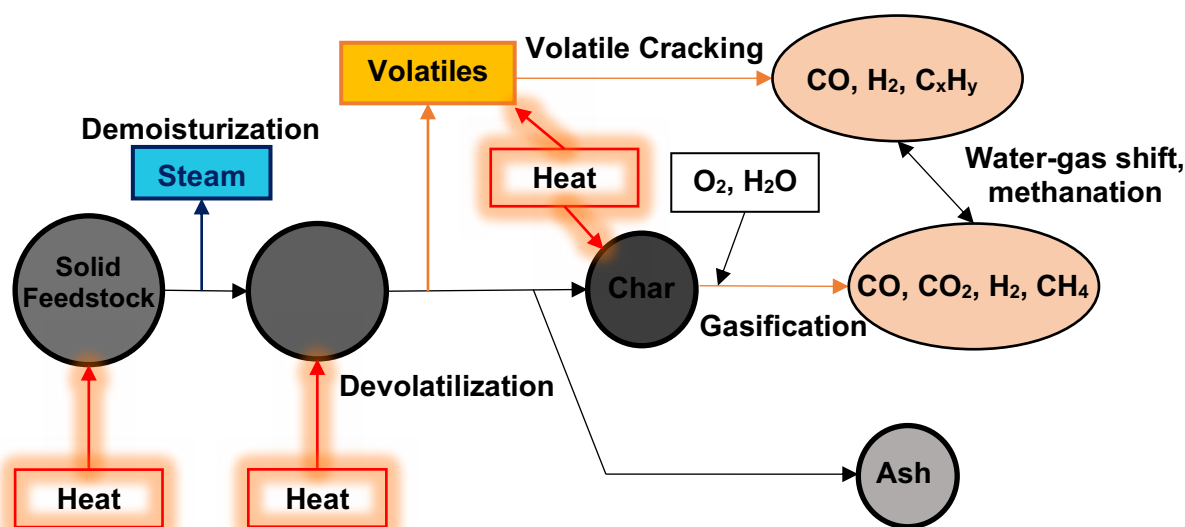 Volatile Cracking
Volatiles
CO, H₂, CₓHᵧ
Demoisturization
Steam
Heat
O₂, H₂O
Water-gas shift,
methanation
Solid
Feedstock
Char
CO, CO₂, H₂, CH₄
Gasification
Devolatilization
Ash
Heat
Heat